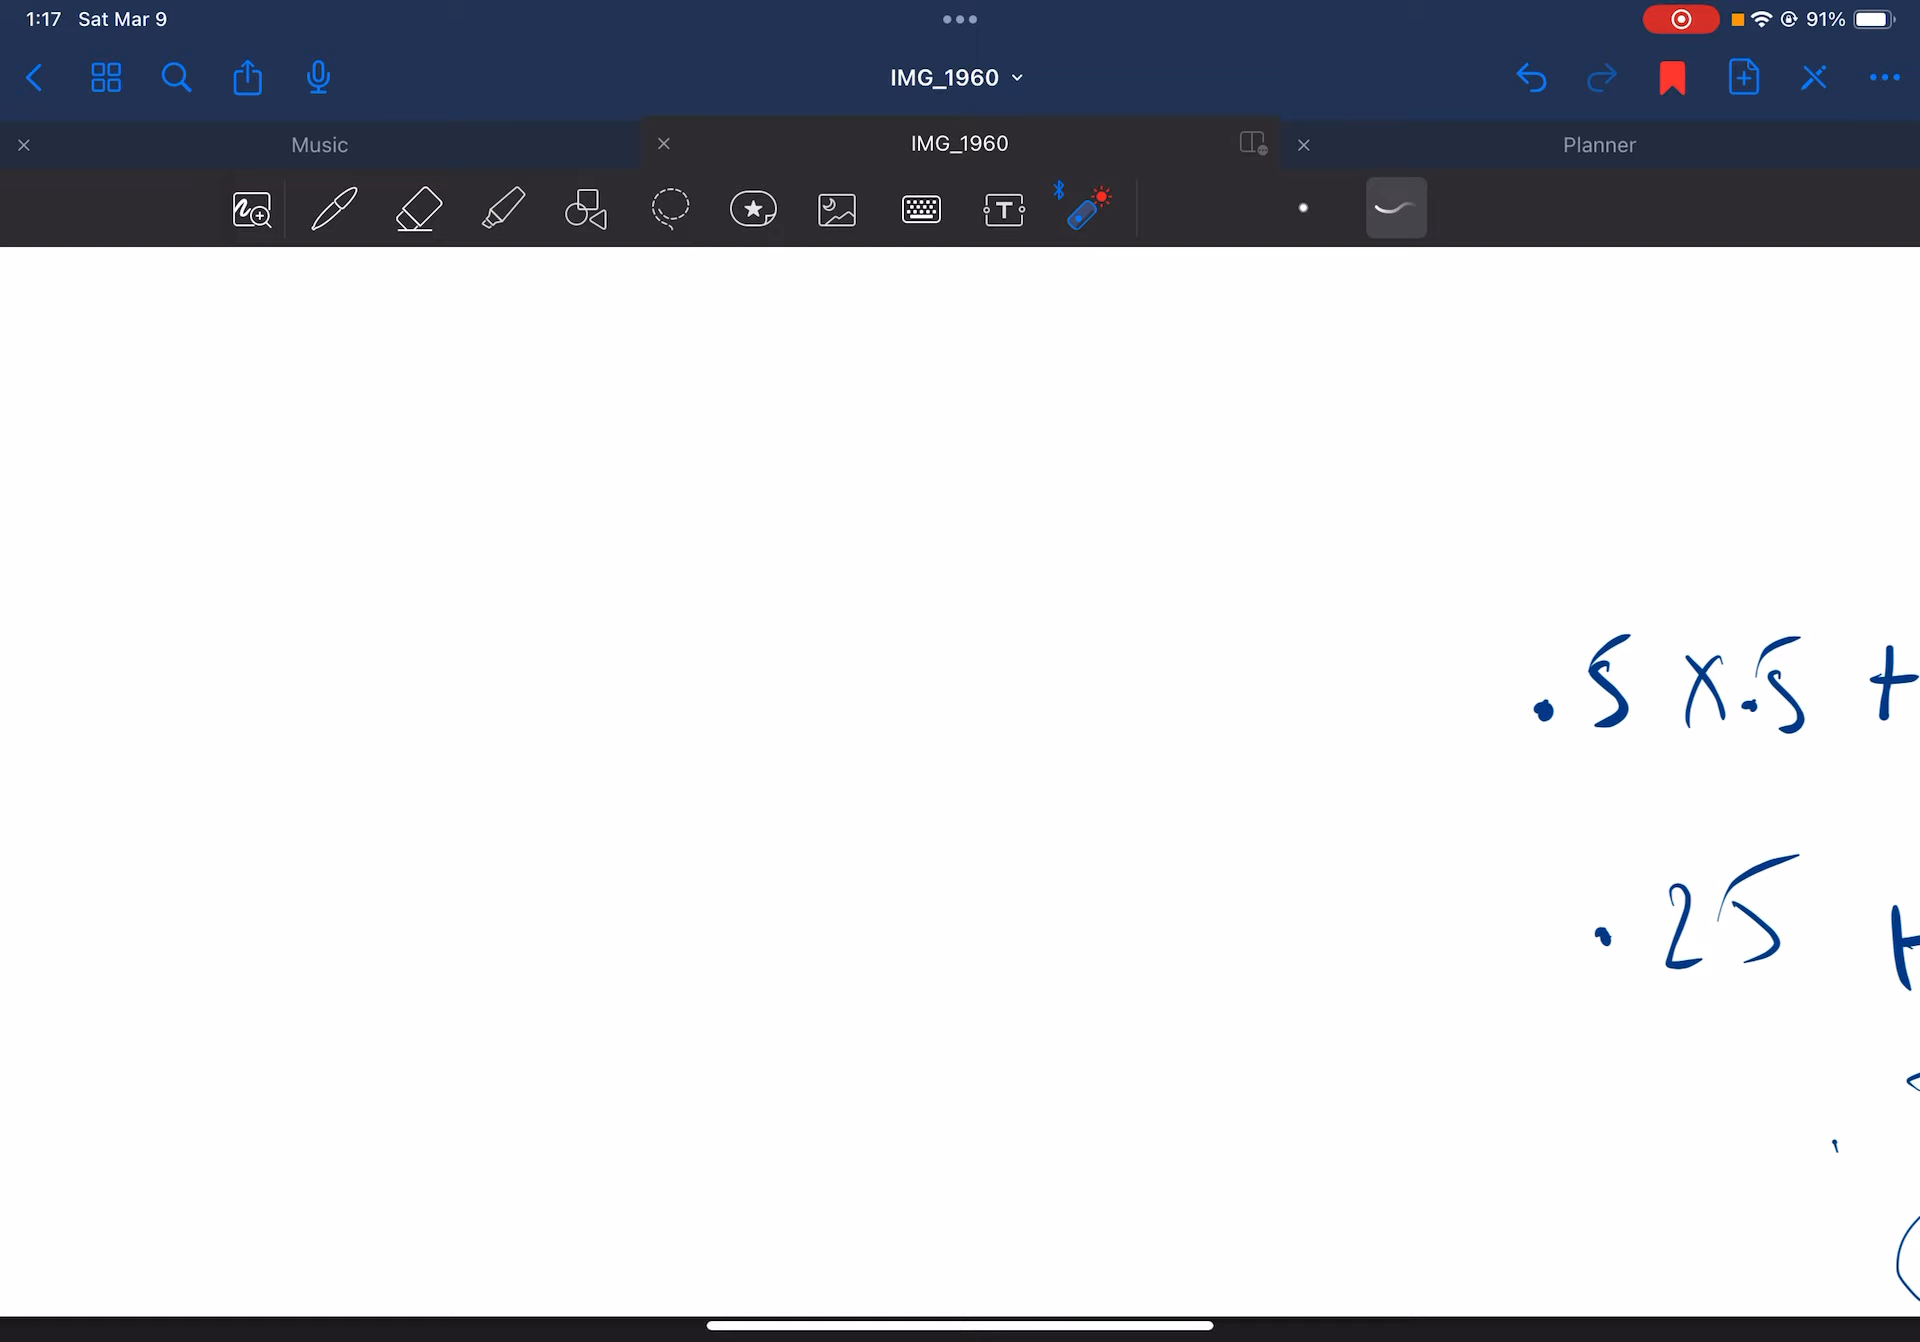 1:17 Sat Mar 9 91%
IMG_1960
Music IMG_1960 Planner
T
.5 x .5 +
.25 +